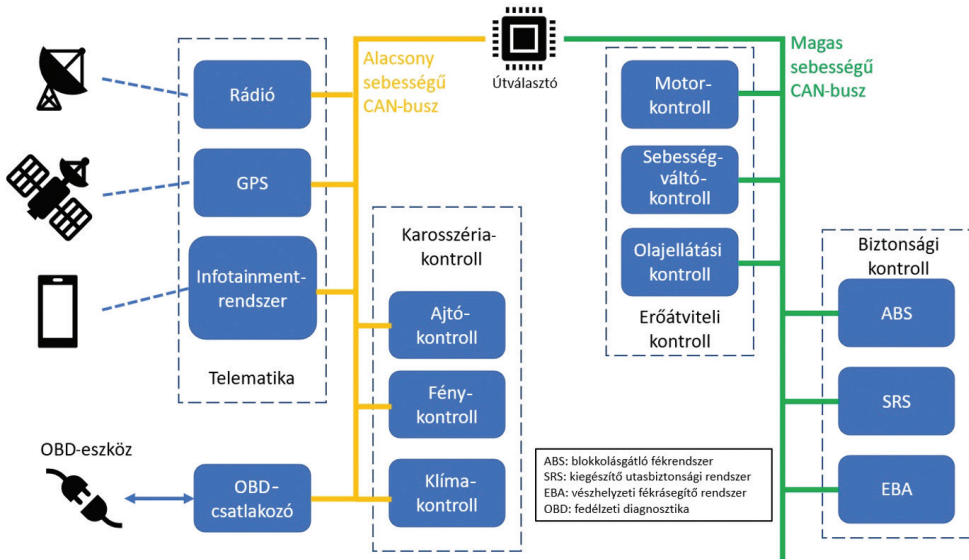 Útválasztó
Alacsony
sebességű
CAN-busz
Magas
sebességű
CAN-busz
Rádió
GPS
Infotainment-
rendszer
Telematika
Karosszéria-
kontroll
Ajtó-
kontroll
Fény-
kontroll
Klíma-
kontroll
OBD-eszköz
OBD-
csatlakozó
Motor-
kontroll
Sebesség-
váltó-
kontroll
Olajellátási
kontroll
Erőátviteli
kontroll
Biztonsági
kontroll
ABS
SRS
EBA
ABS: blokkolásgátló fékrendszer
SRS: kiegészítő utasbiztonsági rendszer
EBA: vészhelyzeti fékrásegítő rendszer
OBD: fedélzeti diagnosztika